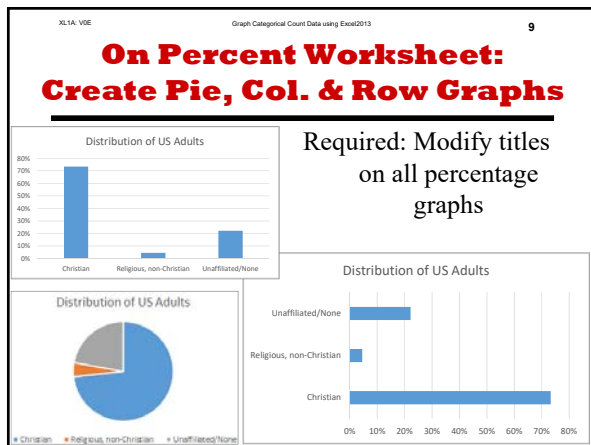 XL1A: V0E Graph Categorical Count Data using Excel2013 9
On Percent Worksheet:
Create Pie, Col. & Row Graphs
Distribution of US Adults
80%
70%
60%
50%
40%
30%
20%
10%
0%
Christian Religious, non-Christian Unaffiliated/None
Required: Modify titles
on all percentage
graphs
Distribution of US Adults
Christian Religious, non-Christian Unaffiliated/None
Distribution of US Adults
Unaffiliated/None
Religious, non-Christian
Christian
0% 10% 20% 30% 40% 50% 60% 70% 80%